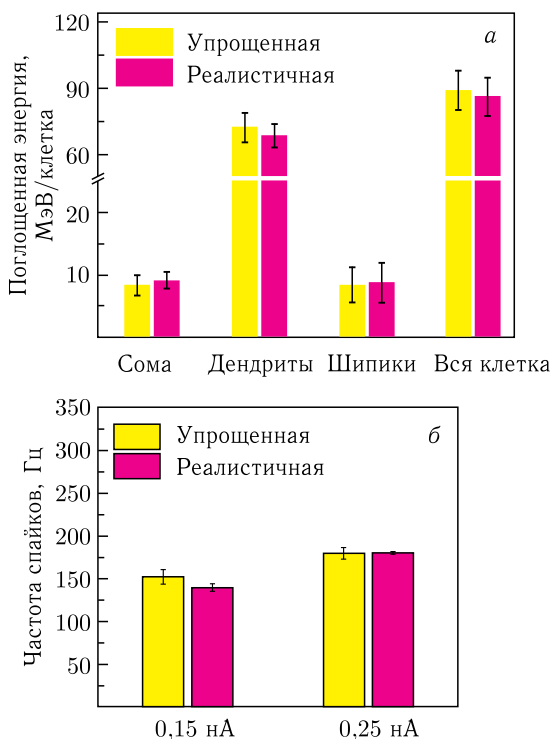 120
90
60
20
10
Поглощенная энергия,
МэВ/клетка
Упрощенная
Реалистичная
а
Сома Дендриты Шипики Вся клетка
350
300
250
200
150
100
50
Частота спайков, Гц
Упрощенная
Реалистичная
б
0,15 нА 0,25 нА